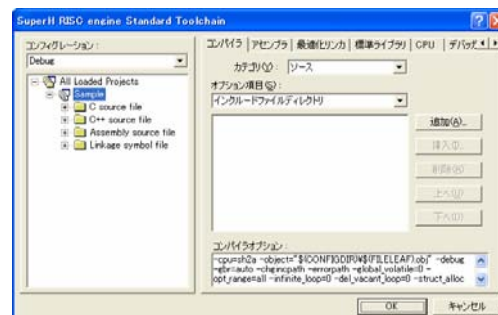 SuperH RISC engine Standard Toolchain
コンフィグレーション:
Debug
All Loaded Projects
Sample
C source file
C++ source file
Assembly source file
Linkage symbol file
コンパイラ アセンブラ 最適化リンカ 標準ライブラリ CPU デバッガ
カテゴリ(Y): ソース
オプション項目(S):
インクルードファイルディレクトリ
追加(A)...
挿入(I)...
削除(R)
上へ(U)
下へ(D)
コンパイラオプション:
-cpu=sh2a -object="$(CONFIGDIR)¥$(FILELEAF).obj" -debug
-gbr=auto -chgincpath -errorpath -global_volatile=0 -
opt_range=all -infinite_loop=0 -del_vacant_loop=0 -struct_alloc
OK キャンセル